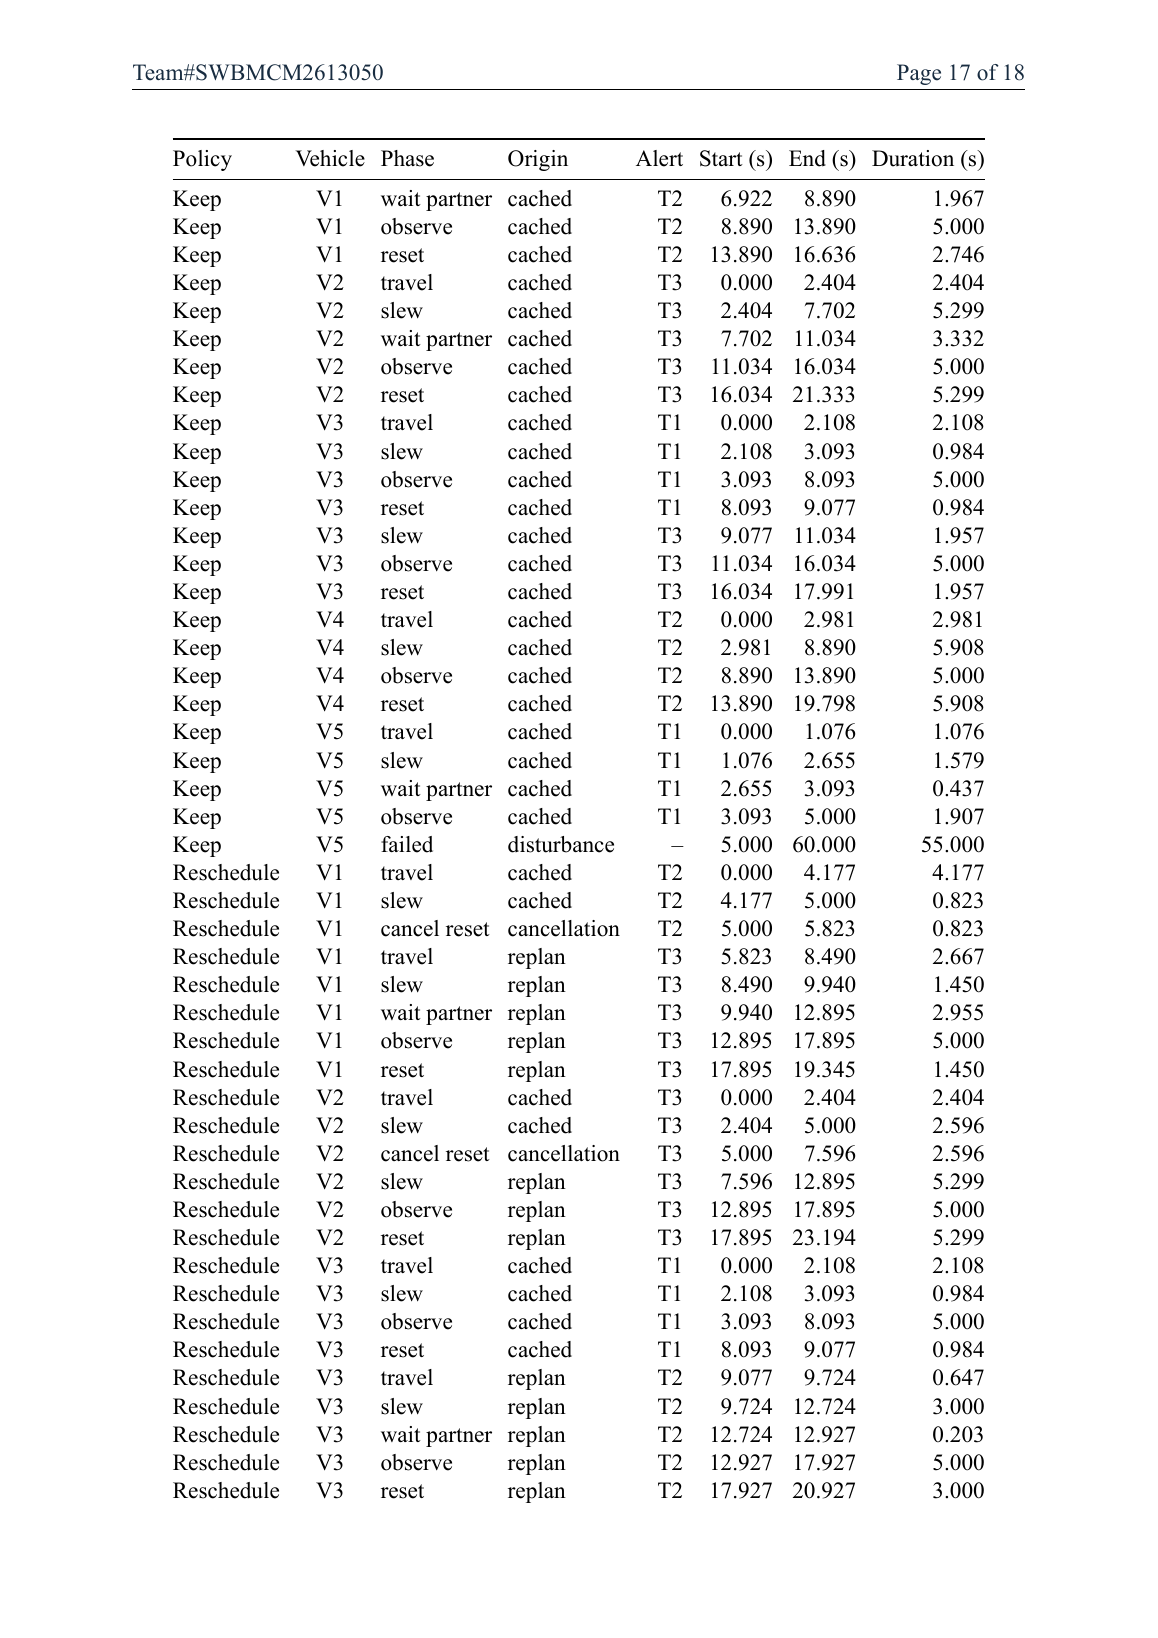 Team#SWBMCM2613050 Page 17 of 18
Policy Vehicle Phase Origin Alert Start (s) End (s) Duration (s)
Keep V1 wait partner cached T2 6.922 8.890 1.967
Keep V1 observe cached T2 8.890 13.890 5.000
Keep V1 reset cached T2 13.890 16.636 2.746
Keep V2 travel cached T3 0.000 2.404 2.404
Keep V2 slew cached T3 2.404 7.702 5.299
Keep V2 wait partner cached T3 7.702 11.034 3.332
Keep V2 observe cached T3 11.034 16.034 5.000
Keep V2 reset cached T3 16.034 21.333 5.299
Keep V3 travel cached T1 0.000 2.108 2.108
Keep V3 slew cached T1 2.108 3.093 0.984
Keep V3 observe cached T1 3.093 8.093 5.000
Keep V3 reset cached T1 8.093 9.077 0.984
Keep V3 slew cached T3 9.077 11.034 1.957
Keep V3 observe cached T3 11.034 16.034 5.000
Keep V3 reset cached T3 16.034 17.991 1.957
Keep V4 travel cached T2 0.000 2.981 2.981
Keep V4 slew cached T2 2.981 8.890 5.908
Keep V4 observe cached T2 8.890 13.890 5.000
Keep V4 reset cached T2 13.890 19.798 5.908
Keep V5 travel cached T1 0.000 1.076 1.076
Keep V5 slew cached T1 1.076 2.655 1.579
Keep V5 wait partner cached T1 2.655 3.093 0.437
Keep V5 observe cached T1 3.093 5.000 1.907
Keep V5 failed disturbance – 5.000 60.000 55.000
Reschedule V1 travel cached T2 0.000 4.177 4.177
Reschedule V1 slew cached T2 4.177 5.000 0.823
Reschedule V1 cancel reset cancellation T2 5.000 5.823 0.823
Reschedule V1 travel replan T3 5.823 8.490 2.667
Reschedule V1 slew replan T3 8.490 9.940 1.450
Reschedule V1 wait partner replan T3 9.940 12.895 2.955
Reschedule V1 observe replan T3 12.895 17.895 5.000
Reschedule V1 reset replan T3 17.895 19.345 1.450
Reschedule V2 travel cached T3 0.000 2.404 2.404
Reschedule V2 slew cached T3 2.404 5.000 2.596
Reschedule V2 cancel reset cancellation T3 5.000 7.596 2.596
Reschedule V2 slew replan T3 7.596 12.895 5.299
Reschedule V2 observe replan T3 12.895 17.895 5.000
Reschedule V2 reset replan T3 17.895 23.194 5.299
Reschedule V3 travel cached T1 0.000 2.108 2.108
Reschedule V3 slew cached T1 2.108 3.093 0.984
Reschedule V3 observe cached T1 3.093 8.093 5.000
Reschedule V3 reset cached T1 8.093 9.077 0.984
Reschedule V3 travel replan T2 9.077 9.724 0.647
Reschedule V3 slew replan T2 9.724 12.724 3.000
Reschedule V3 wait partner replan T2 12.724 12.927 0.203
Reschedule V3 observe replan T2 12.927 17.927 5.000
Reschedule V3 reset replan T2 17.927 20.927 3.000